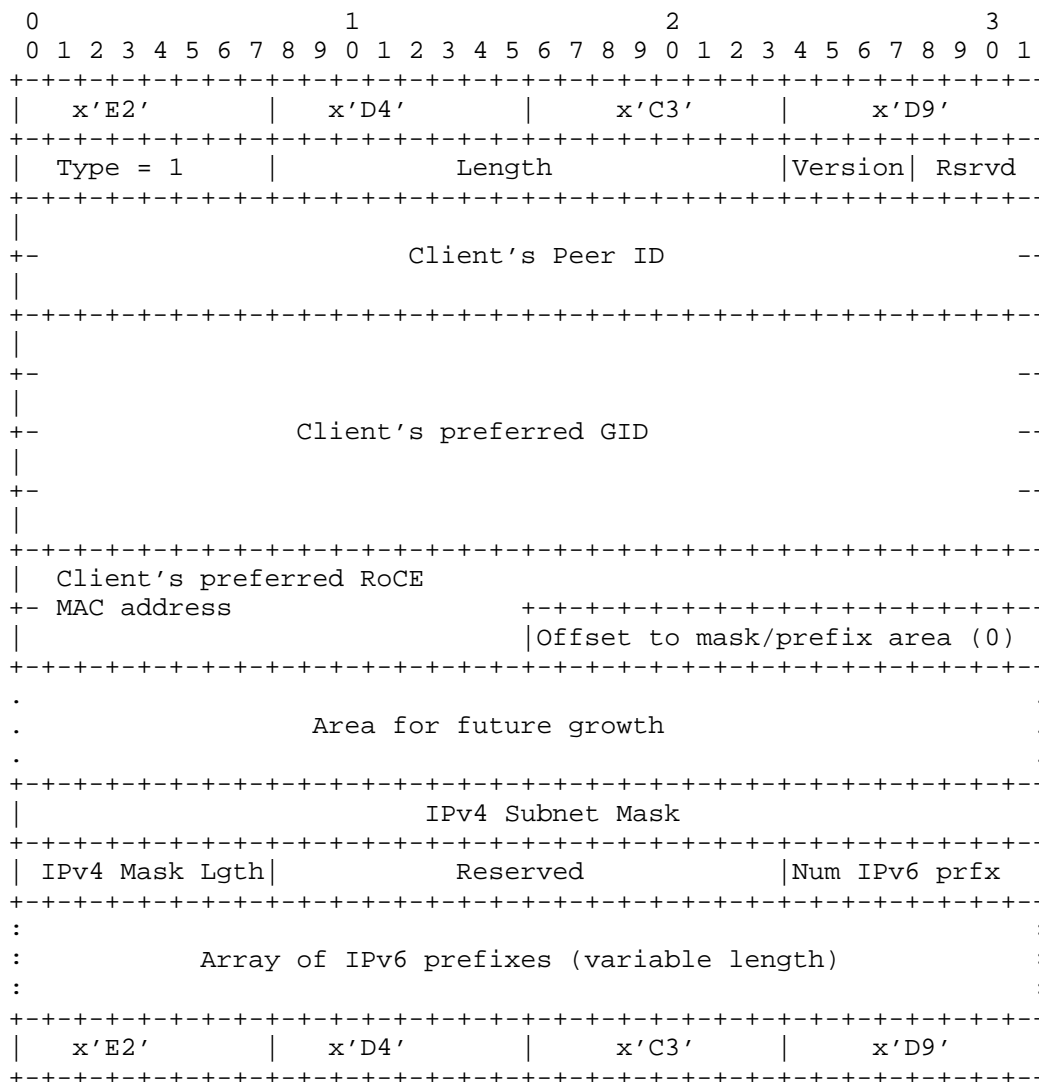 0                   1                   2                   3
0 1 2 3 4 5 6 7 8 9 0 1 2 3 4 5 6 7 8 9 0 1 2 3 4 5 6 7 8 9 0 1
+-+-+-+-+-+-+-+-+-+-+-+-+-+-+-+-+-+-+-+-+-+-+-+-+-+-+-+-+-+-+-+--
|   x'E2'       |   x'D4'       |     x'C3'     |     x'D9'
+-+-+-+-+-+-+-+-+-+-+-+-+-+-+-+-+-+-+-+-+-+-+-+-+-+-+-+-+-+-+-+--
|  Type = 1     |           Length              |Version| Rsrvd
+-+-+-+-+-+-+-+-+-+-+-+-+-+-+-+-+-+-+-+-+-+-+-+-+-+-+-+-+-+-+-+--
|
+-                       Client's Peer ID                      --
|
+-+-+-+-+-+-+-+-+-+-+-+-+-+-+-+-+-+-+-+-+-+-+-+-+-+-+-+-+-+-+-+--
|
+-                                                             --
|
+-                Client's preferred GID                       --
|
+-                                                             --
|
+-+-+-+-+-+-+-+-+-+-+-+-+-+-+-+-+-+-+-+-+-+-+-+-+-+-+-+-+-+-+-+--
|  Client's preferred RoCE
+- MAC address                  +-+-+-+-+-+-+-+-+-+-+-+-+-+-+-+--
|                               |Offset to mask/prefix area (0)
+-+-+-+-+-+-+-+-+-+-+-+-+-+-+-+-+-+-+-+-+-+-+-+-+-+-+-+-+-+-+-+--
.                                                               .
.                  Area for future growth                       .
.                                                               .
+-+-+-+-+-+-+-+-+-+-+-+-+-+-+-+-+-+-+-+-+-+-+-+-+-+-+-+-+-+-+-+--
|                         IPv4 Subnet Mask
+-+-+-+-+-+-+-+-+-+-+-+-+-+-+-+-+-+-+-+-+-+-+-+-+-+-+-+-+-+-+-+--
| IPv4 Mask Lgth|           Reserved            |Num IPv6 prfx
+-+-+-+-+-+-+-+-+-+-+-+-+-+-+-+-+-+-+-+-+-+-+-+-+-+-+-+-+-+-+-+--
:                                                               :
:           Array of IPv6 prefixes (variable length)            :
:                                                               :
+-+-+-+-+-+-+-+-+-+-+-+-+-+-+-+-+-+-+-+-+-+-+-+-+-+-+-+-+-+-+-+--
|   x'E2'       |   x'D4'       |     x'C3'     |     x'D9'
+-+-+-+-+-+-+-+-+-+-+-+-+-+-+-+-+-+-+-+-+-+-+-+-+-+-+-+-+-+-+-+--